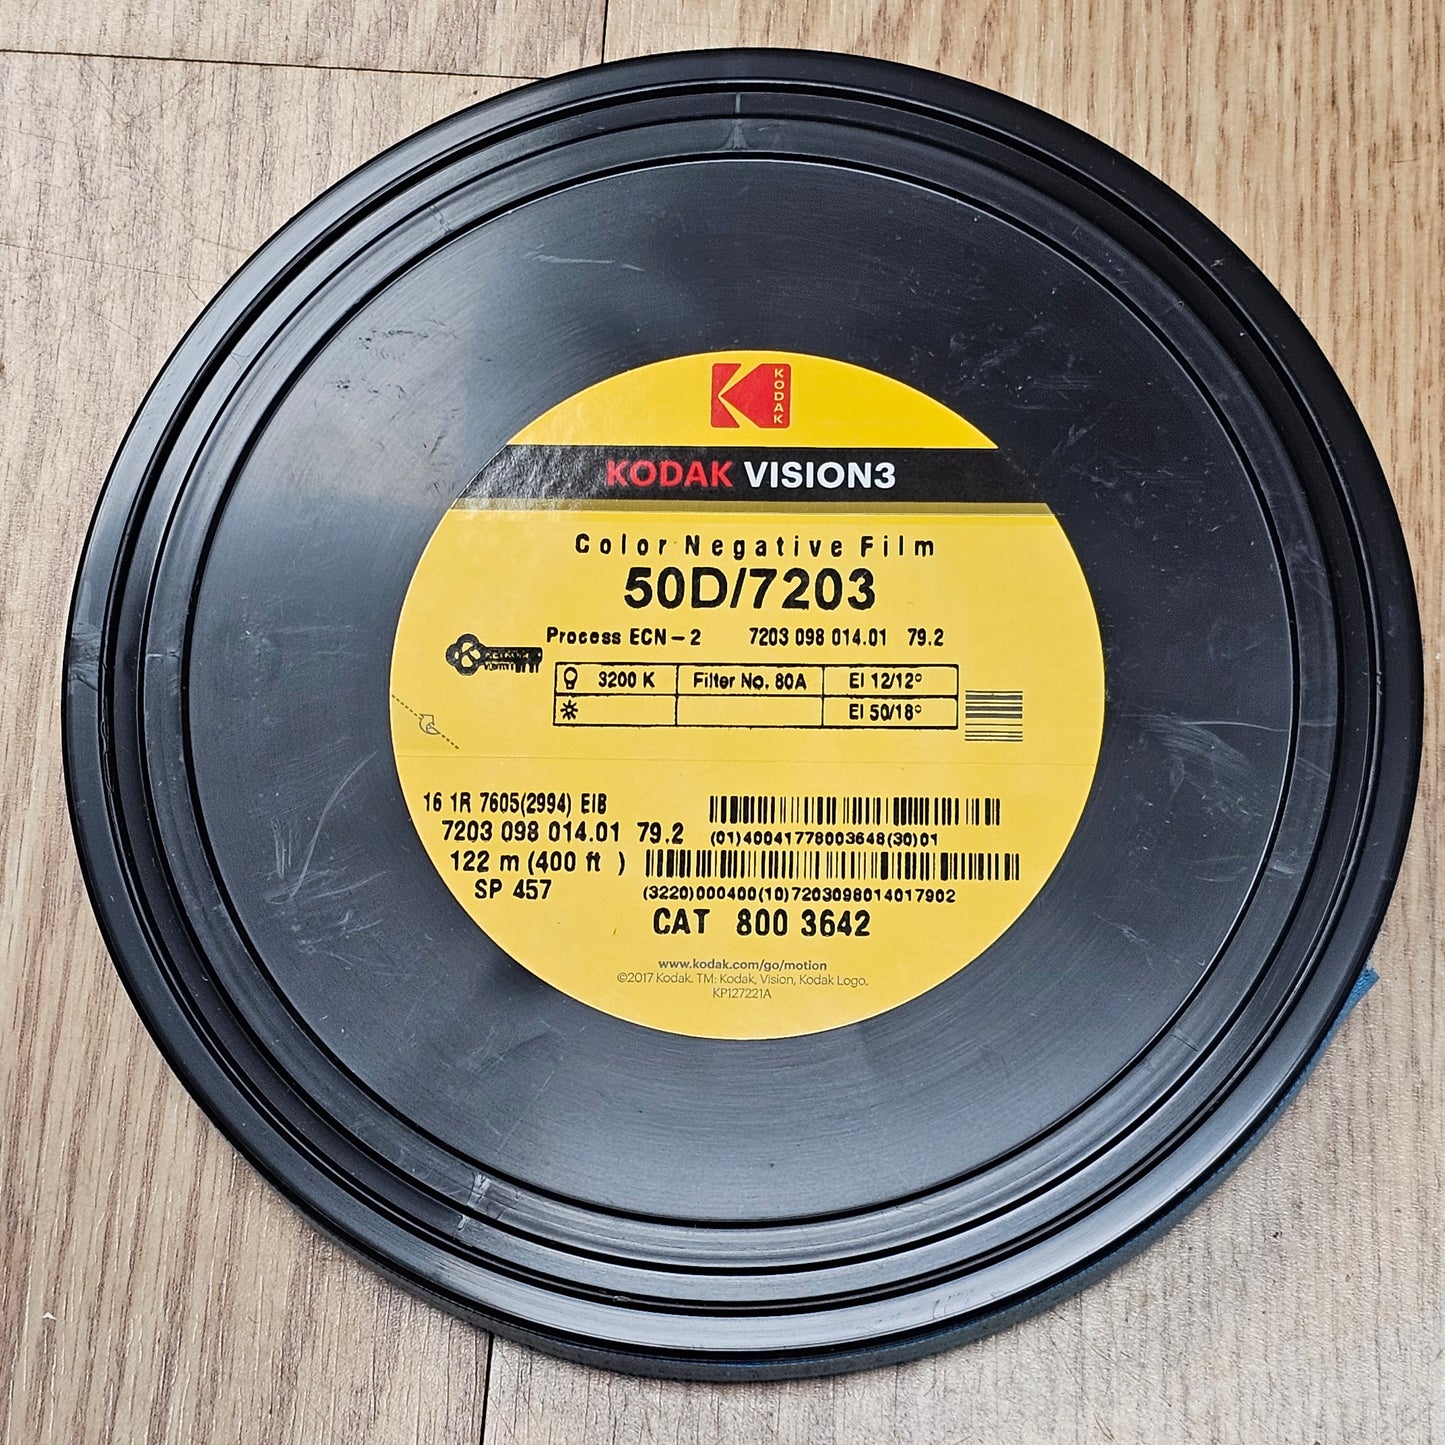 KODAK
KODAK VISION3
Color Negative Film
50D/7203
Process ECN-2 7203 098 014.01 79.2
3200 K Filter No. 80A EI 12/12°
EI 50/18°
16 1R 7605(2994) EIB
7203 098 014.01 79.2
(01)40041778003648(30)01
122 m (400 ft )
SP 457
(3220)000400(10)7203098014017902
CAT 800 3642
www.kodak.com/go/motion
©2017 Kodak. TM: Kodak, Vision, Kodak Logo.
KP127221A